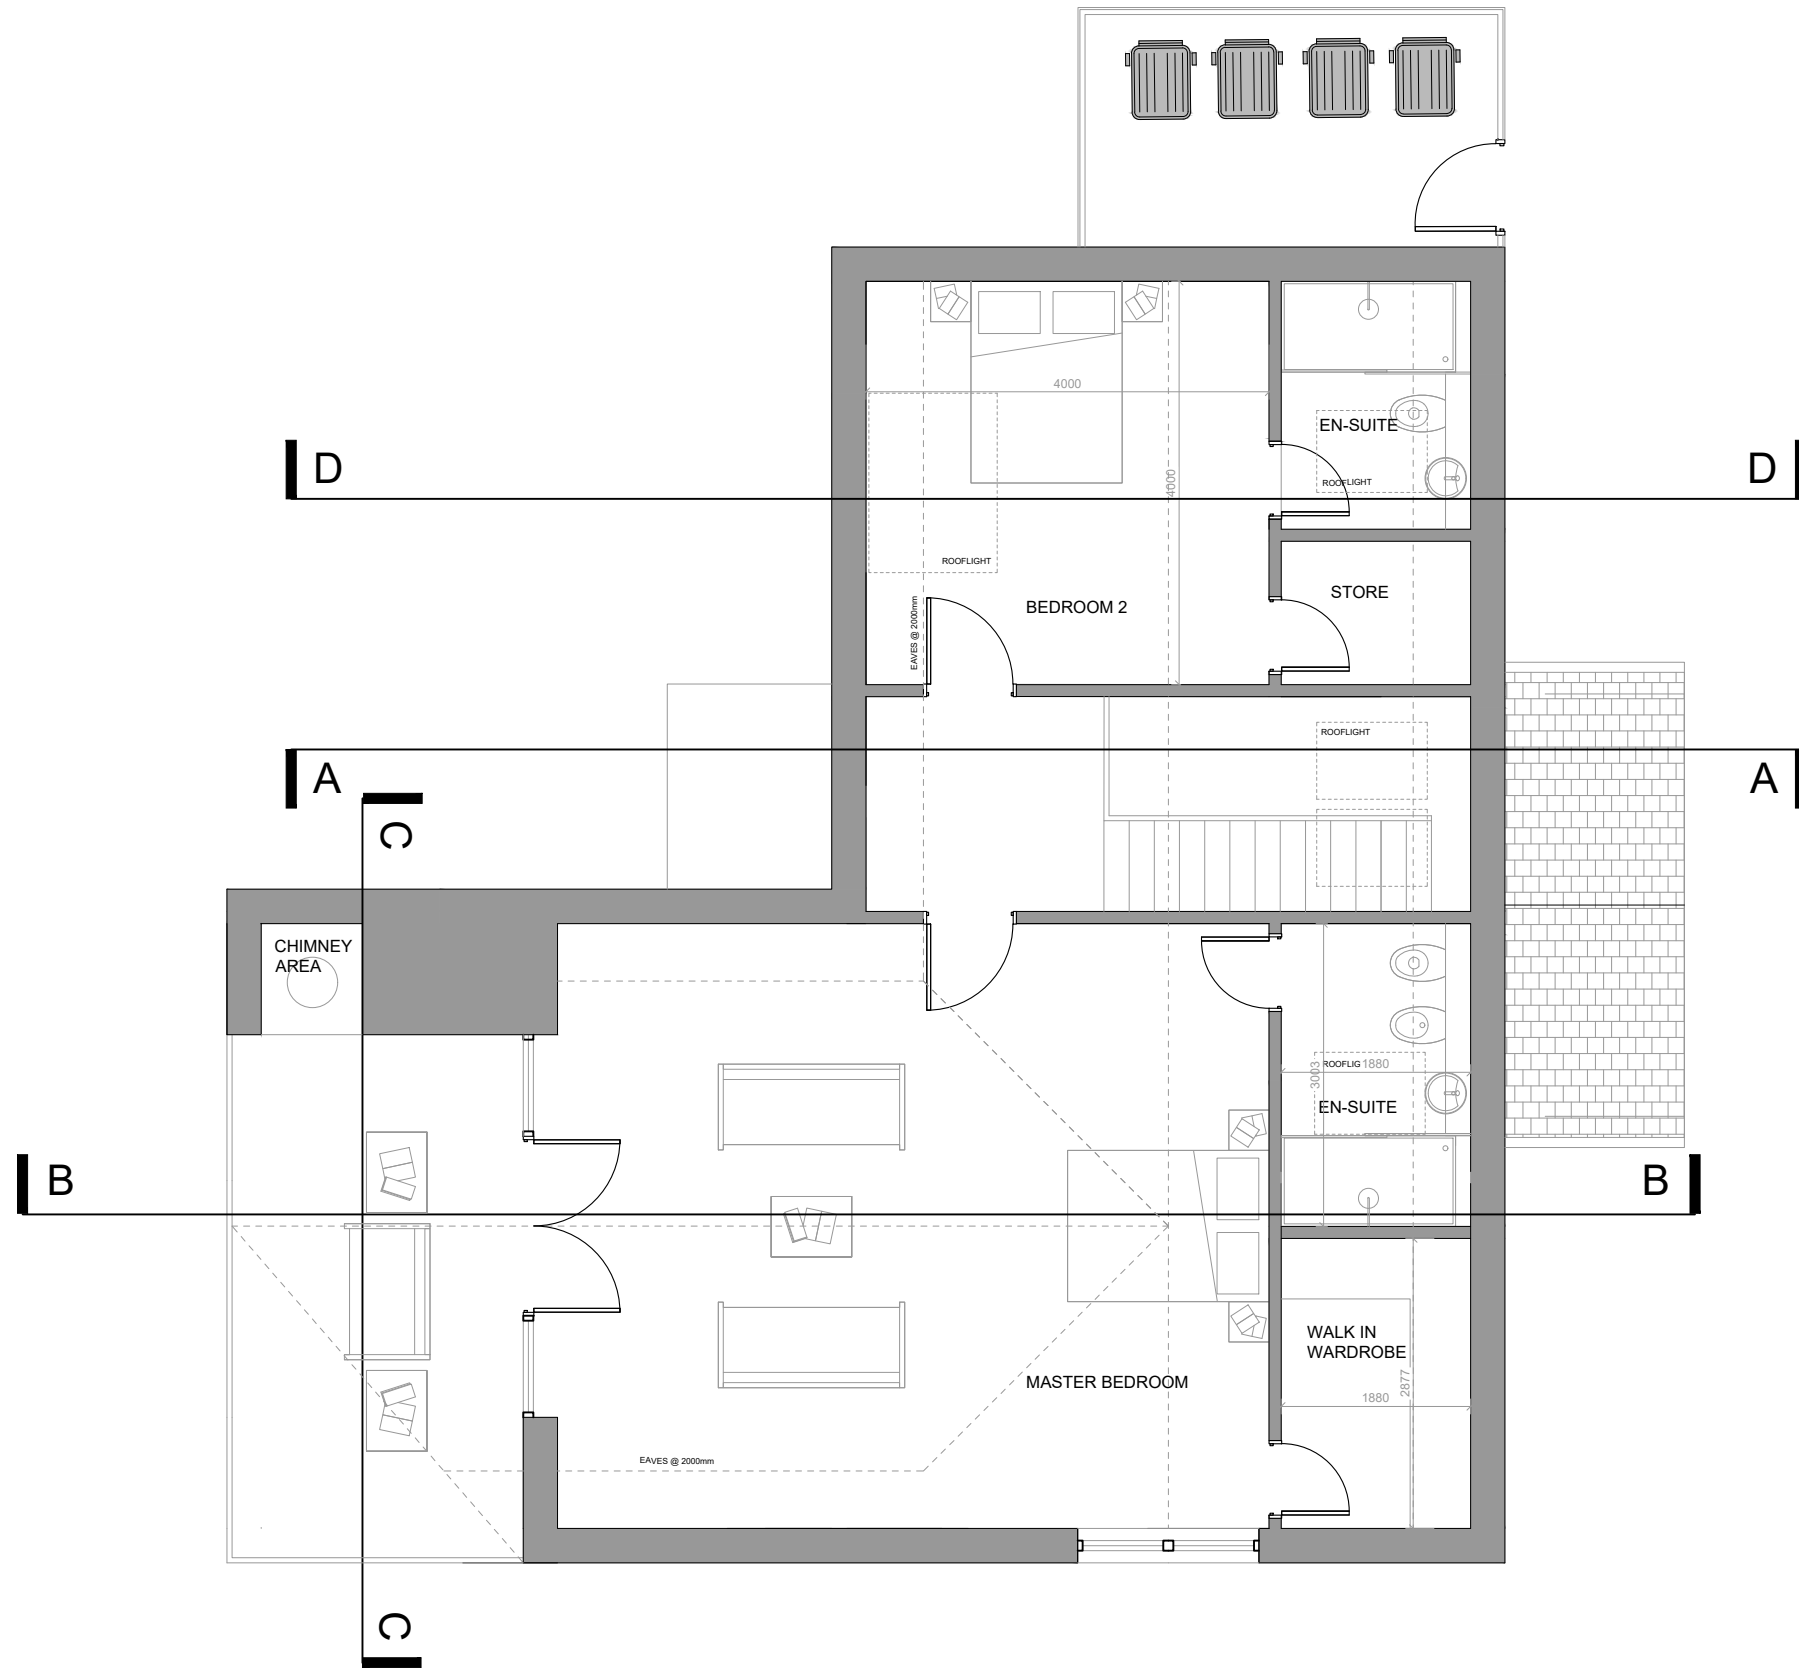 4000
EN-SUITE
D
D
4000
ROOFLIGHT
ROOFLIGHT
STORE
BEDROOM 2
EAVES @ 2000mm
ROOFLIGHT
A
A
C
CHIMNEY
AREA
ROOFLIG
1880
3003
EN-SUITE
B
B
WALK IN
WARDROBE
MASTER BEDROOM
2877
1880
EAVES @ 2000mm
C